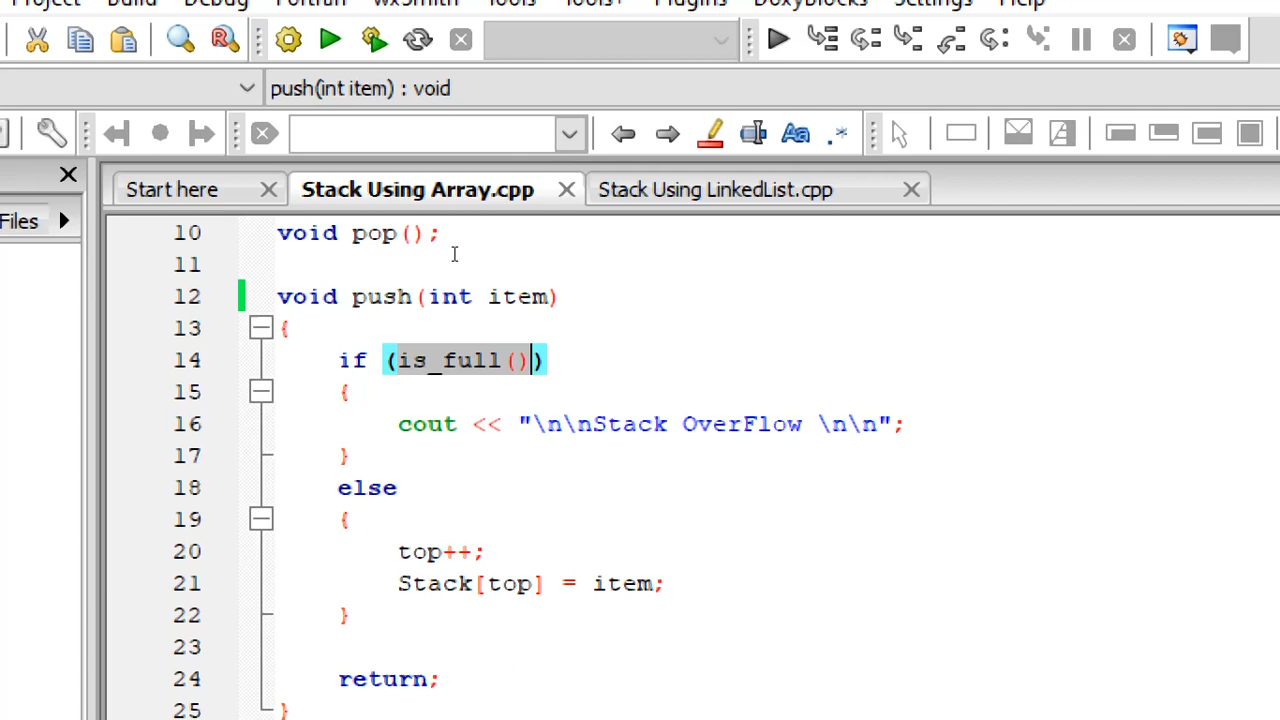 Project Build Debug Fortran wxSmith Tools Tools+ Plugins DoxyBlocks Settings Help
push(int item) : void
Start here Stack Using Array.cpp Stack Using LinkedList.cpp
Files
10 void pop();
11
12 void push(int item)
13 {
14 if (is_full())
15 {
16 cout << "\n\nStack OverFlow \n\n";
17 }
18 else
19 {
20 top++;
21 Stack[top] = item;
22 }
23
24 return;
25 }